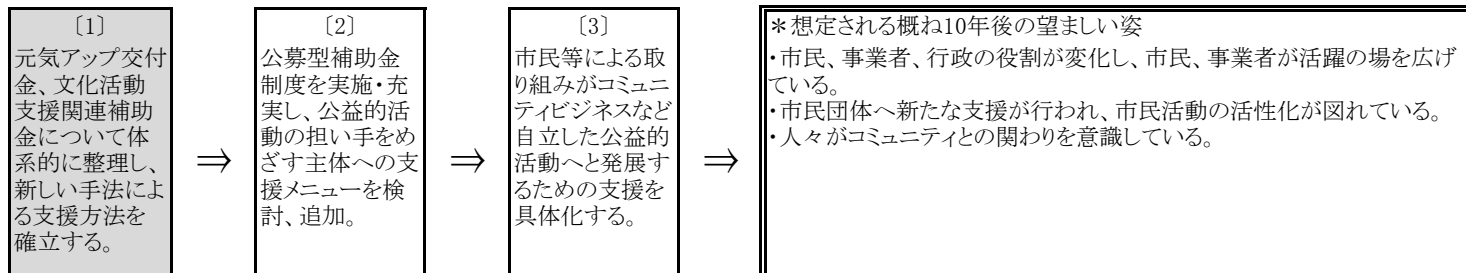 〔1〕
元気アップ交付
金、文化活動
支援関連補助
金について体
系的に整理し、
新しい手法によ
る支援方法を
確立する。
⇒
〔2〕
公募型補助金
制度を実施・充
実し、公益的活
動の担い手をめ
ざす主体への支
援メニューを検
討、追加。
⇒
〔3〕
市民等による取
り組みがコミュニ
ティビジネスなど
自立した公益的
活動へと発展す
るための支援を
具体化する。
⇒
＊想定される概ね10年後の望ましい姿
・市民、事業者、行政の役割が変化し、市民、事業者が活躍の場を広げ
ている。
・市民団体へ新たな支援が行われ、市民活動の活性化が図れている。
・人々がコミュニティとの関わりを意識している。